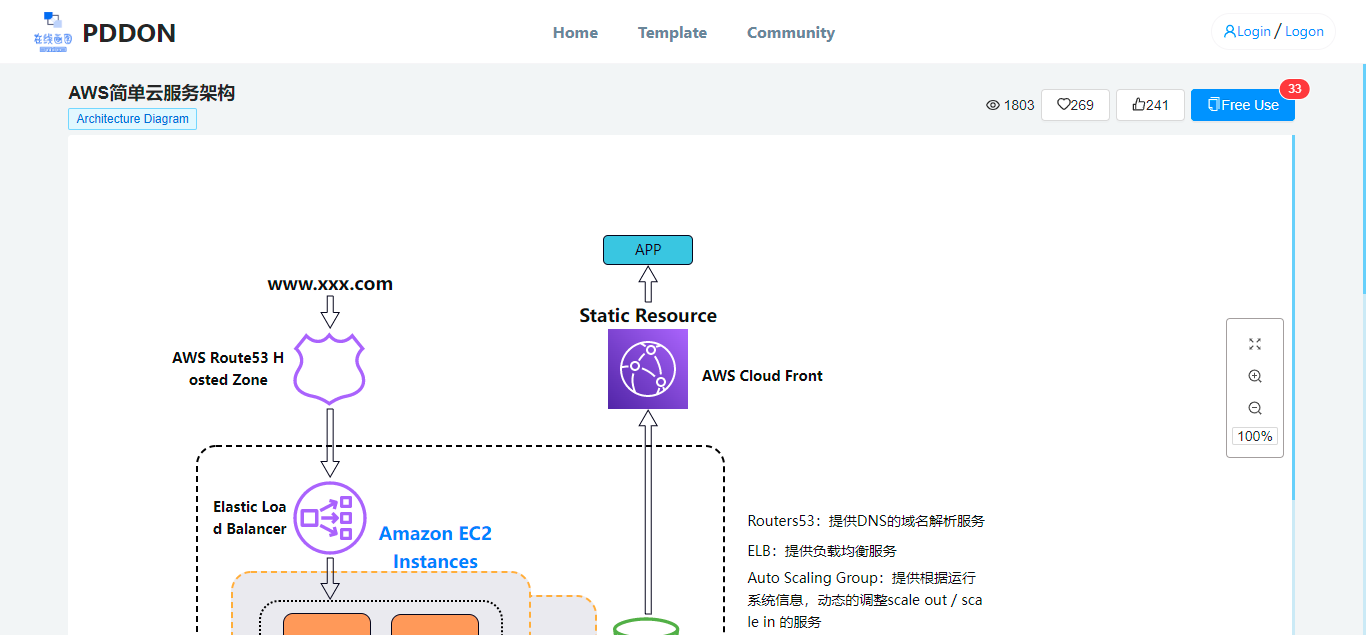 在线画图
PDDON
Home
Template
Community
Login / Logon
AWS简单云服务架构
Architecture Diagram
1803
269
241
Free Use
33
APP
www.xxx.com
Static Resource
AWS Route53 H
osted Zone
AWS Cloud Front
100%
Elastic Loa
d Balancer
Amazon EC2
Instances
Routers53：提供DNS的域名解析服务
ELB：提供负载均衡服务
Auto Scaling Group：提供根据运行
系统信息，动态的调整scale out / sca
le in 的服务